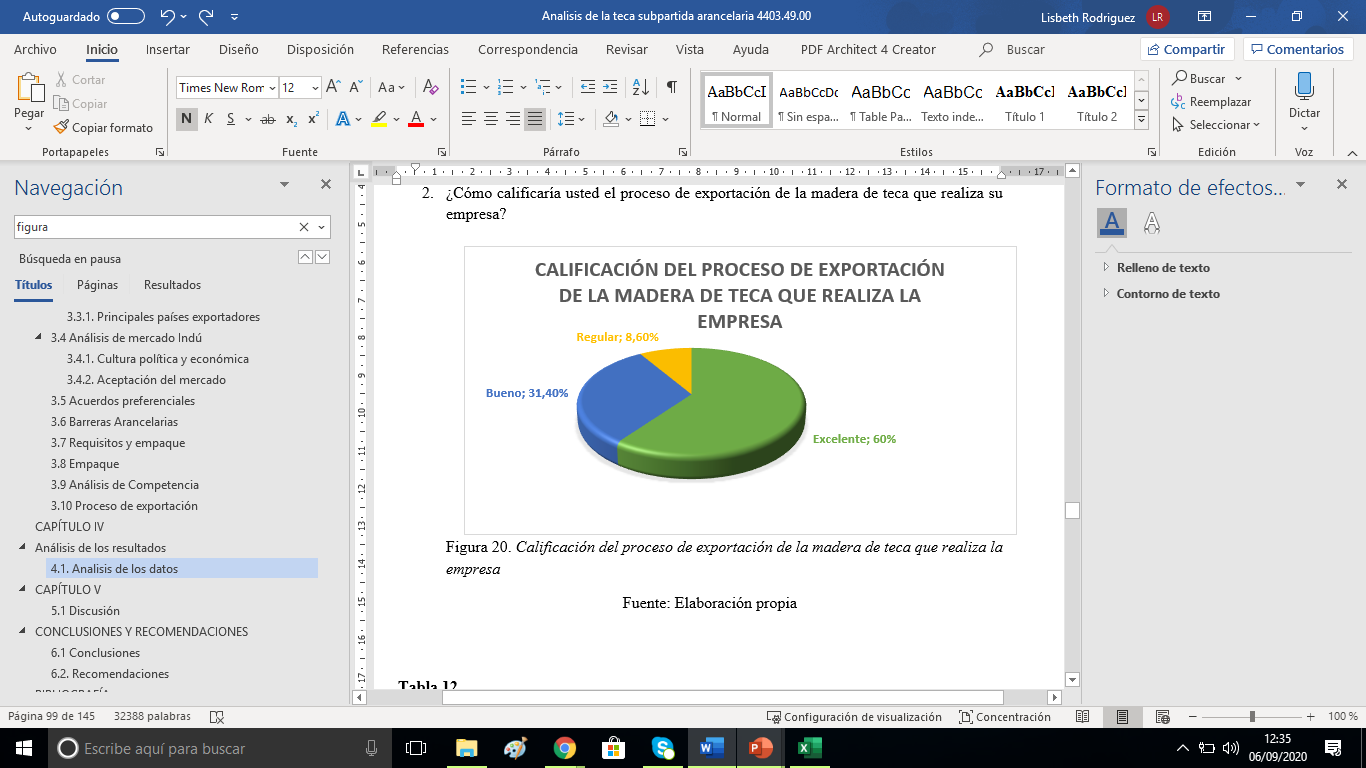 Autoguardado
Analisis de la teca subpartida arancelaria 4403.49.00
Lisbeth Rodriguez
LR
Archivo Inicio Insertar Diseño Disposición Referencias Correspondencia Revisar Vista Ayuda PDF Architect 4 Creator Buscar Compartir Comentarios
Pegar
Cortar
Copiar
Copiar formato
Portapapeles
Times New Rom 12
Fuente
Párrafo
AaBbCcI AaBbCcDc AaBbCc AaBbCc AaBbCcI AaBbCcI
¶ Normal ¶ Sin espa... ¶ Table Pa... Texto inde... Título 1 Título 2
Estilos
Buscar
Reemplazar
Seleccionar
Edición
Dictar
Voz
Navegación
figura
Búsqueda en pausa
Títulos Páginas Resultados
3.3.1. Principales países exportadores
3.4 Análisis de mercado Indú
3.4.1. Cultura política y económica
3.4.2. Aceptación del mercado
3.5 Acuerdos preferenciales
3.6 Barreras Arancelarias
3.7 Requisitos y empaque
3.8 Empaque
3.9 Análisis de Competencia
3.10 Proceso de exportación
CAPÍTULO IV
Análisis de los resultados
4.1. Analisis de los datos
CAPÍTULO V
5.1 Discusión
CONCLUSIONES Y RECOMENDACIONES
6.1 Conclusiones
6.2. Recomendaciones
2. ¿Cómo calificaría usted el proceso de exportación de la madera de teca que realiza su
empresa?
CALIFICACIÓN DEL PROCESO DE EXPORTACIÓN
DE LA MADERA DE TECA QUE REALIZA LA
EMPRESA
Regular; 8,60%
Bueno; 31,40%
Excelente; 60%
Figura 20. Calificación del proceso de exportación de la madera de teca que realiza la
empresa
Fuente: Elaboración propia
Tabla 12
Formato de efectos...
Relleno de texto
Contorno de texto
Página 99 de 145 32388 palabras
Configuración de visualización Concentración 100 %
Escribe aquí para buscar
12:35
06/09/2020